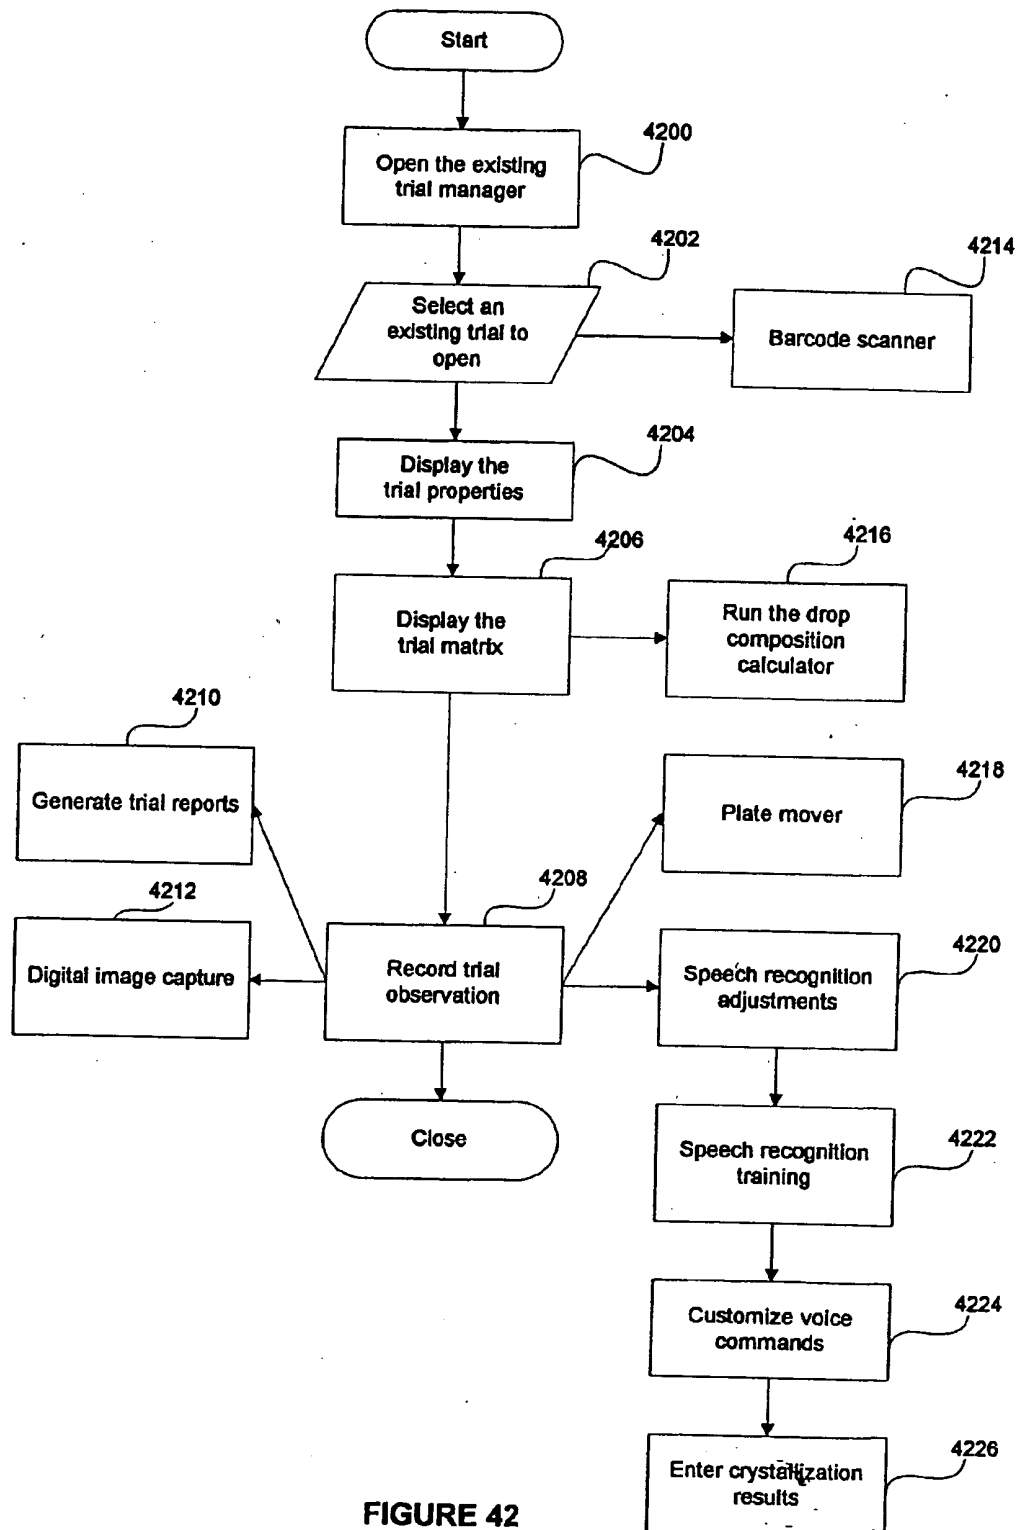 Start
4200
Open the existing
trial manager
4202
4214
Select an
existing trial to
open
Barcode scanner
4204
Display the
trial properties
4206
4216
Display the
trial matrix
Run the drop
composition
calculator
4210
Generate trial reports
4218
Plate mover
4212
4208
Digital image capture
Record trial
observation
4220
Speech recognition
adjustments
Close
4222
Speech recognition
training
4224
Customize voice
commands
4226
Enter crystallization
results
FIGURE 42